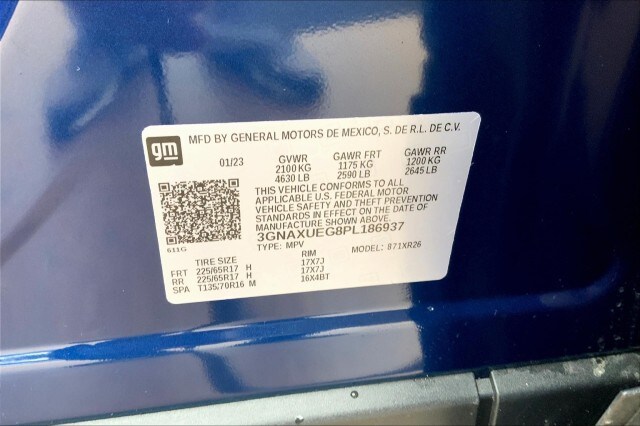 gm
MFD BY GENERAL MOTORS DE MEXICO, S. DE R.L. DE C.V.
01/23 GVWR GAWR FRT GAWR RR
2100 KG 1175 KG 1200 KG
4630 LB 2590 LB 2645 LB
THIS VEHICLE CONFORMS TO ALL
APPLICABLE U.S. FEDERAL MOTOR
VEHICLE SAFETY AND THEFT PREVENTION
STANDARDS IN EFFECT ON THE DATE OF
MANUFACTURE SHOWN ABOVE.
3GNAXUEG8PL186937
611G TYPE: MPV MODEL: 871XR26
TIRE SIZE RIM
FRT 225/65R17 H 17X7J
RR 225/65R17 H 17X7J
SPA T135/70R16 M 16X4BT